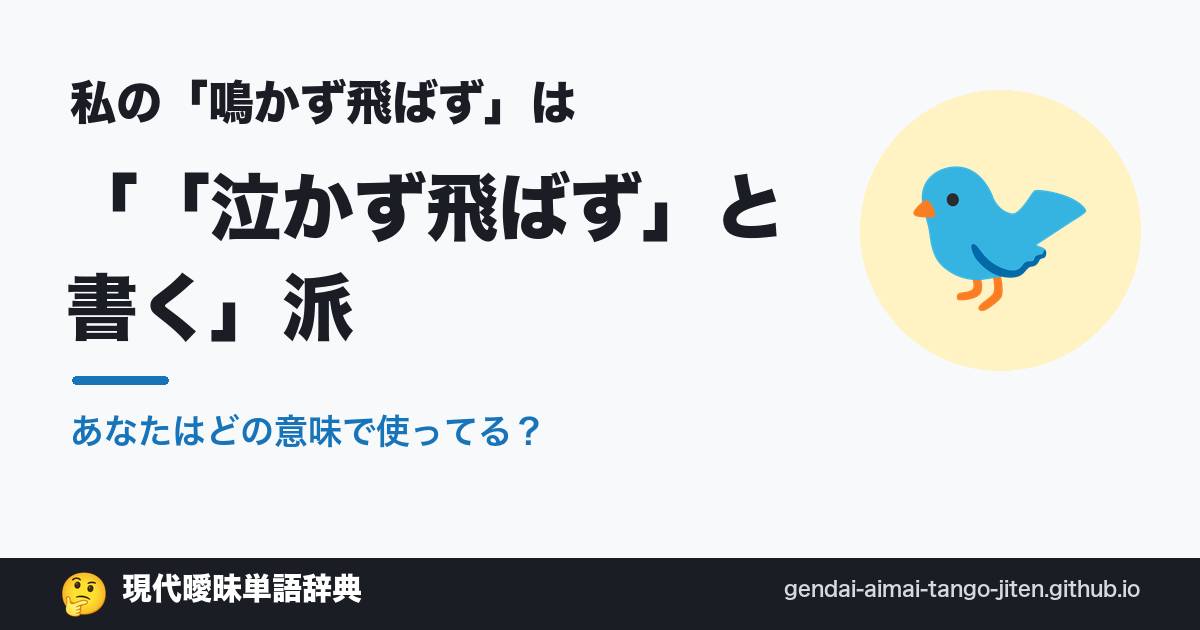 私の「鳴かず飛ばず」は
「「泣かず飛ばず」と
書く」派
あなたはどの意味で使ってる？
現代曖昧単語辞典
gendai-aimai-tango-jiten.github.io